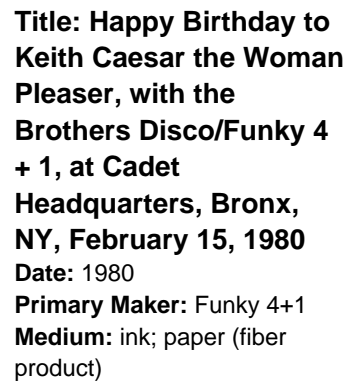 Title: Happy Birthday to
Keith Caesar the Woman
Pleaser, with the
Brothers Disco/Funky 4
+ 1, at Cadet
Headquarters, Bronx,
NY, February 15, 1980
Date: 1980
Primary Maker: Funky 4+1
Medium: ink; paper (fiber
product)